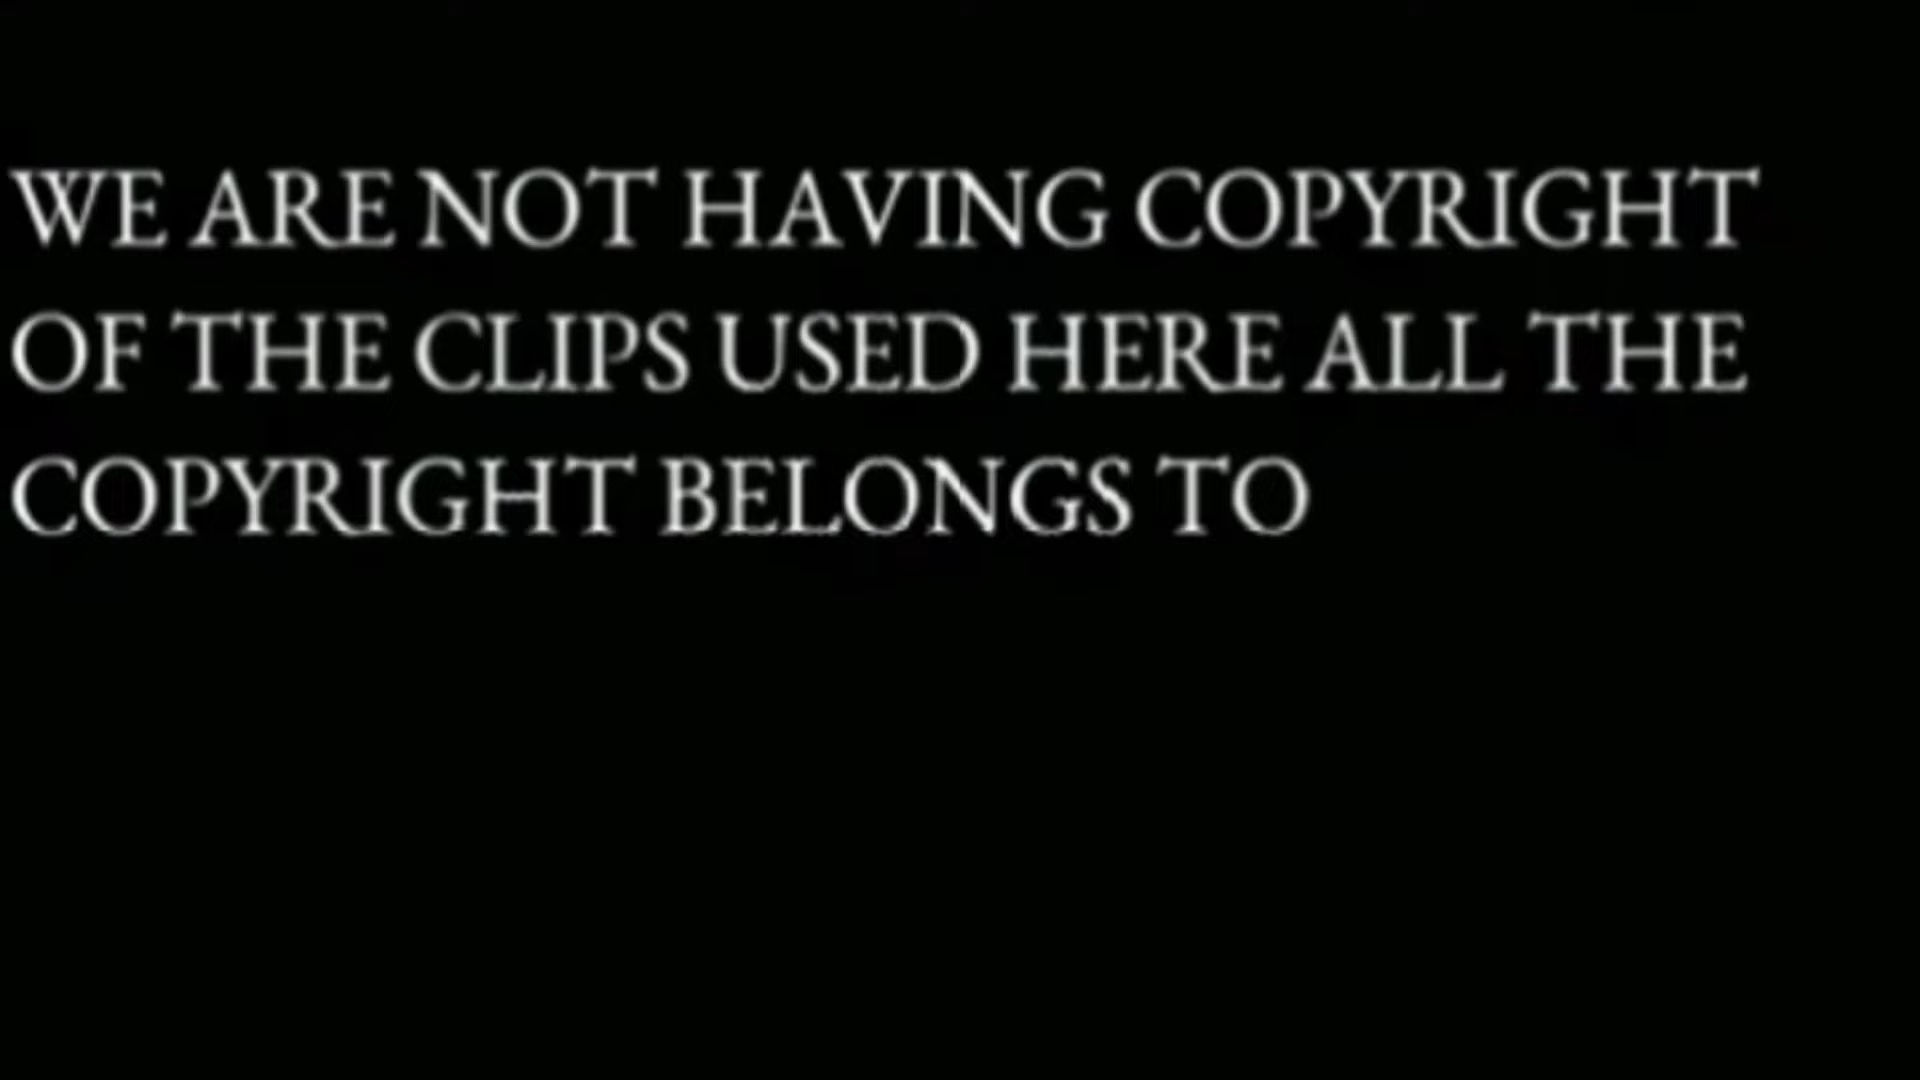 WE ARE NOT HAVING COPYRIGHT
OF THE CLIPS USED HERE ALL THE
COPYRIGHT BELONGS TO